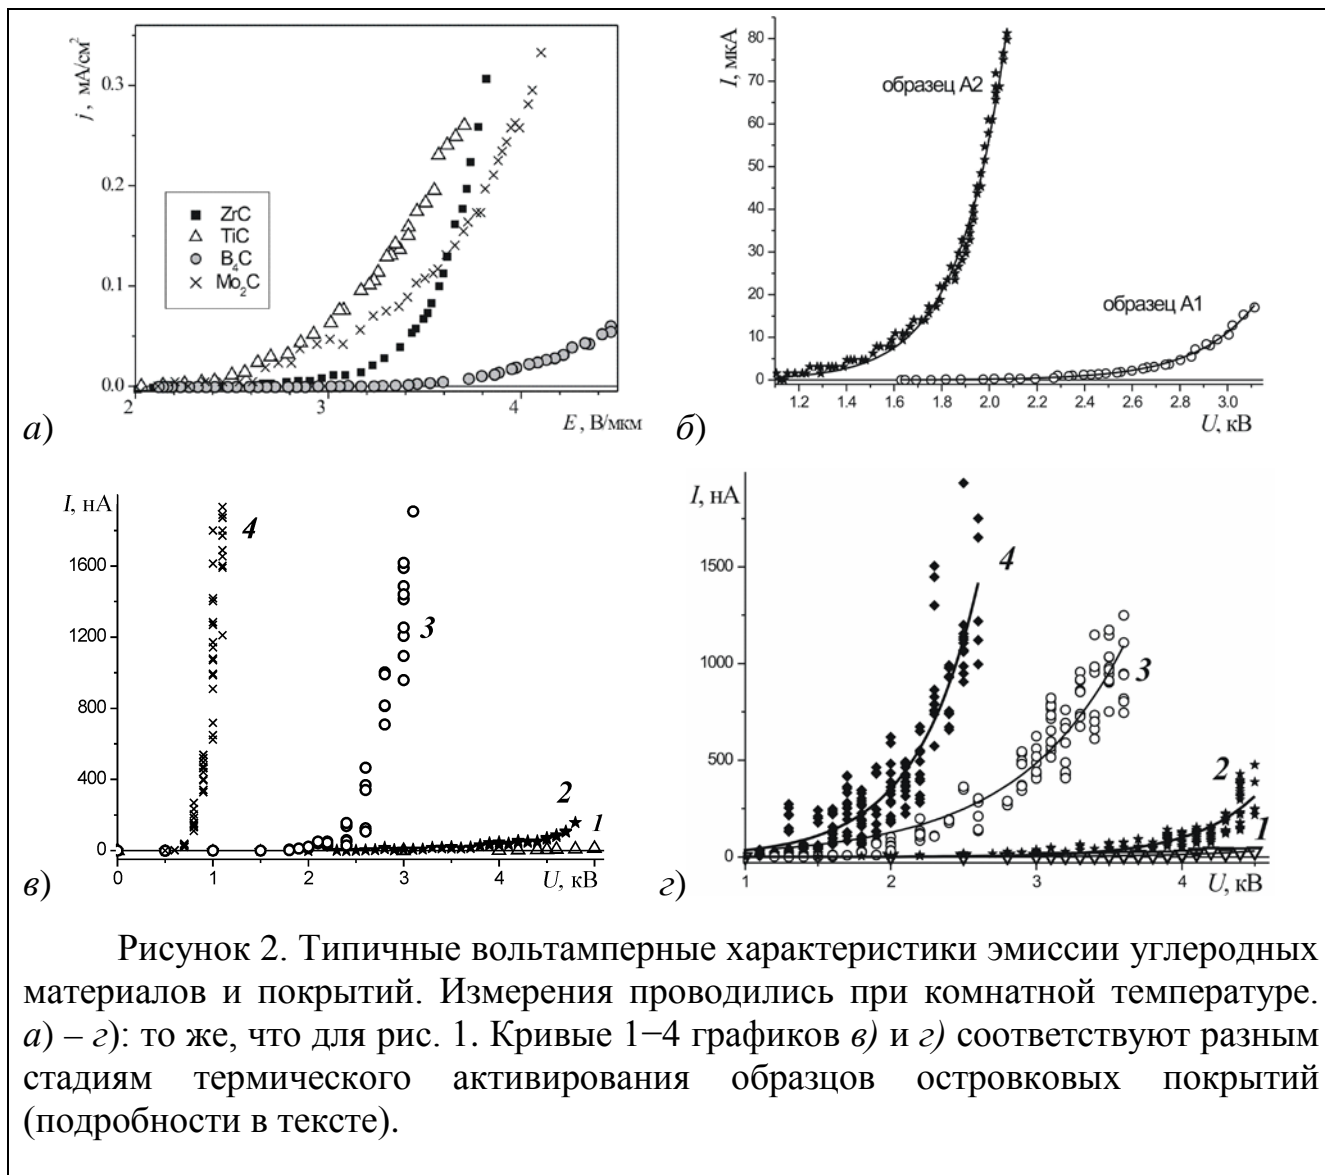 j, мА/см²
0.3
0.2
0.1
0.0
ZrC
TiC
B₄C
Mo₂C
2 3 4
E, В/мкм
а)
I, мкА
80
70
60
50
40
30
20
10
0
образец А2
образец А1
1.2 1.4 1.6 1.8 2.0 2.2 2.4 2.6 2.8 3.0
U, кВ
б)
I, нА
1600
1200
800
400
0
4
3
2
1
0 1 2 3 4 5
U, кВ
в)
I, нА
1500
1000
500
0
4
3
2
1
1 2 3 4
U, кВ
г)
Рисунок 2. Типичные вольтамперные характеристики эмиссии углеродных
материалов и покрытий. Измерения проводились при комнатной температуре.
а) – г): то же, что для рис. 1. Кривые 1−4 графиков в) и г) соответствуют разным
стадиям термического активирования образцов островковых покрытий
(подробности в тексте).